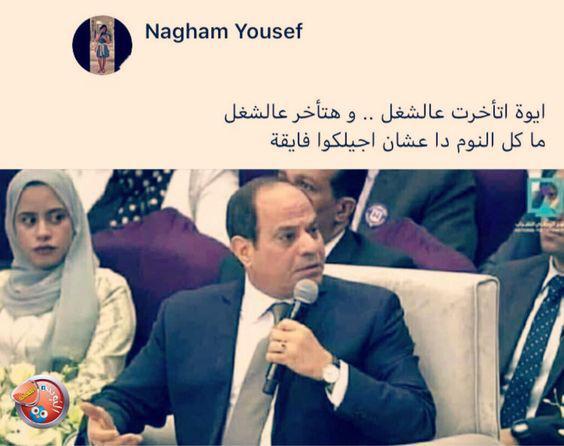 Nagham Yousef
ايوة اتأخرت عالشغل .. و هتأخر عالشغل
ما كل النوم دا عشان اجيلكوا فايقة